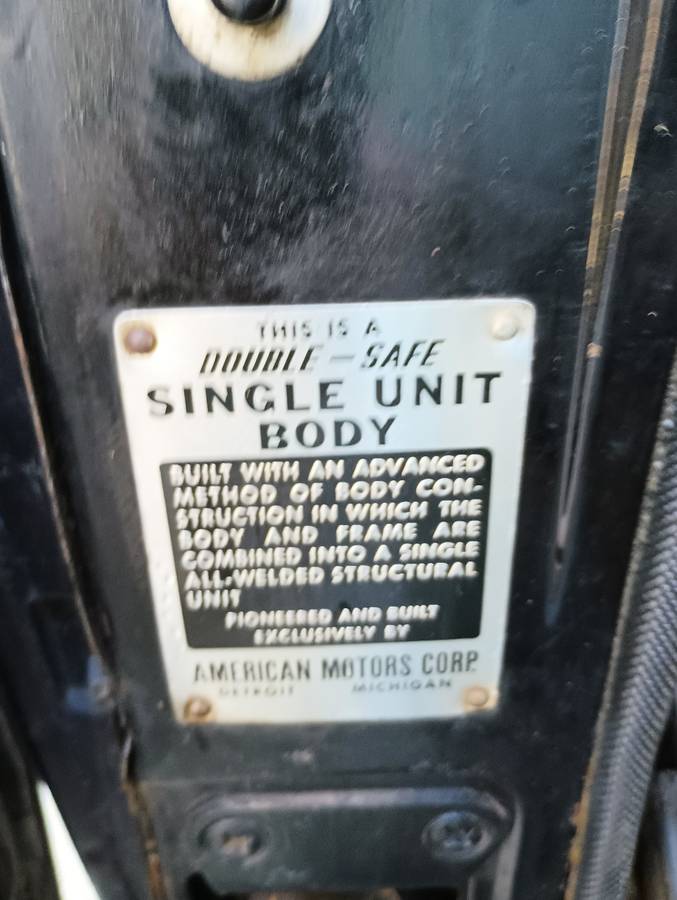 THIS IS A
DOUBLE - SAFE
SINGLE UNIT
BODY
BUILT WITH AN ADVANCED
METHOD OF BODY CON-
STRUCTION IN WHICH THE
BODY AND FRAME ARE
COMBINED INTO A SINGLE
ALL-WELDED STRUCTURAL
UNIT
PIONEERED AND BUILT
EXCLUSIVELY BY
AMERICAN MOTORS CORP.
DETROIT MICHIGAN